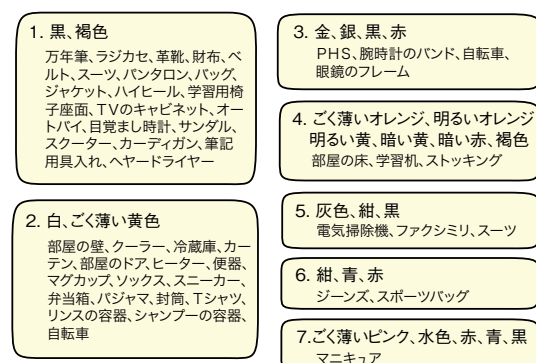 1. 黒、褐色
万年筆、ラジカセ、革靴、財布、ベ
ルト、スーツ、パンタロン、バッグ、
ジャケット、ハイヒール、学習用椅
子座面、TVのキャビネット、オー
トバイ、目覚まし時計、サンダル、
スクーター、カーディガン、筆記
用具入れ、ヘヤードライヤー
2. 白、ごく薄い黄色
部屋の壁、クーラー、冷蔵庫、カー
テン、部屋のドア、ヒーター、便器、
マグカップ、ソックス、スニーカー、
弁当箱、パジャマ、封筒、Tシャツ、
リンスの容器、シャンプーの容器、
自転車
3. 金、銀、黒、赤
PHS、腕時計のバンド、自転車、
眼鏡のフレーム
4. ごく薄いオレンジ、明るいオレンジ
明るい黄、暗い黄、暗い赤、褐色
部屋の床、学習机、ストッキング
5. 灰色、紺、黒
電気掃除機、ファクシミリ、スーツ
6. 紺、青、赤
ジーンズ、スポーツバッグ
7.ごく薄いピンク、水色、赤、青、黒
マニキュア